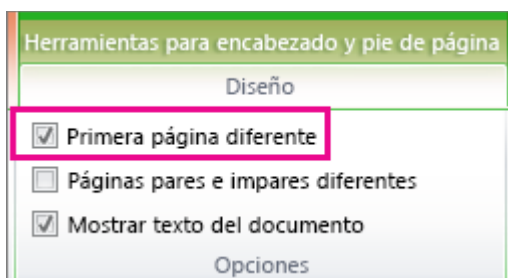 Herramientas para encabezado y pie de página
Diseño
Primera página diferente
Páginas pares e impares diferentes
Mostrar texto del documento
Opciones